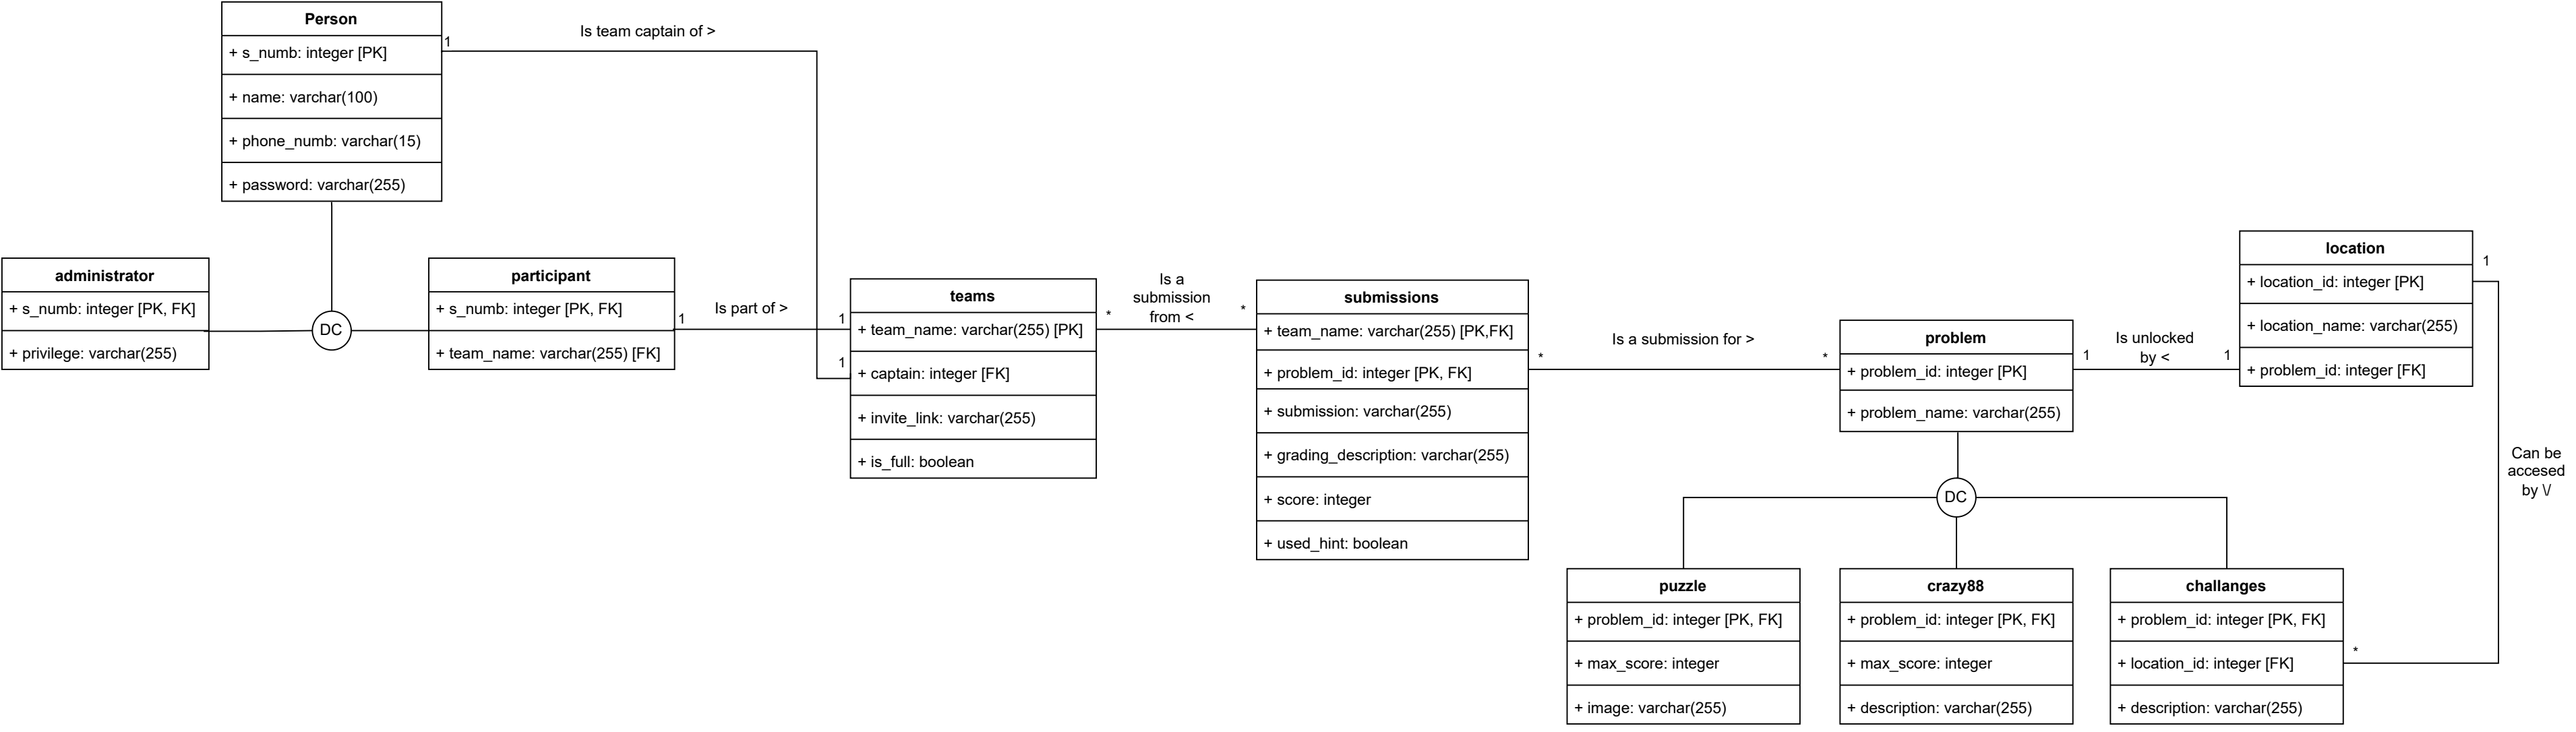 Person
+ s_numb: integer [PK]
+ name: varchar(100)
+ phone_numb: varchar(15)
+ password: varchar(255)
1
Is team captain of >
administrator
+ s_numb: integer [PK, FK]
+ privilege: varchar(255)
DC
participant
+ s_numb: integer [PK, FK]
+ team_name: varchar(255) [FK]
1
Is part of >
1
1
teams
+ team_name: varchar(255) [PK]
+ captain: integer [FK]
+ invite_link: varchar(255)
+ is_full: boolean
*
Is a
submission
from <
*
submissions
+ team_name: varchar(255) [PK,FK]
+ problem_id: integer [PK, FK]
+ submission: varchar(255)
+ grading_description: varchar(255)
+ score: integer
+ used_hint: boolean
*
Is a submission for >
*
problem
+ problem_id: integer [PK]
+ problem_name: varchar(255)
1
Is unlocked
by <
1
location
+ location_id: integer [PK]
+ location_name: varchar(255)
+ problem_id: integer [FK]
1
Can be
accesed
by \/
DC
puzzle
+ problem_id: integer [PK, FK]
+ max_score: integer
+ image: varchar(255)
crazy88
+ problem_id: integer [PK, FK]
+ max_score: integer
+ description: varchar(255)
challanges
+ problem_id: integer [PK, FK]
+ location_id: integer [FK]
+ description: varchar(255)
*